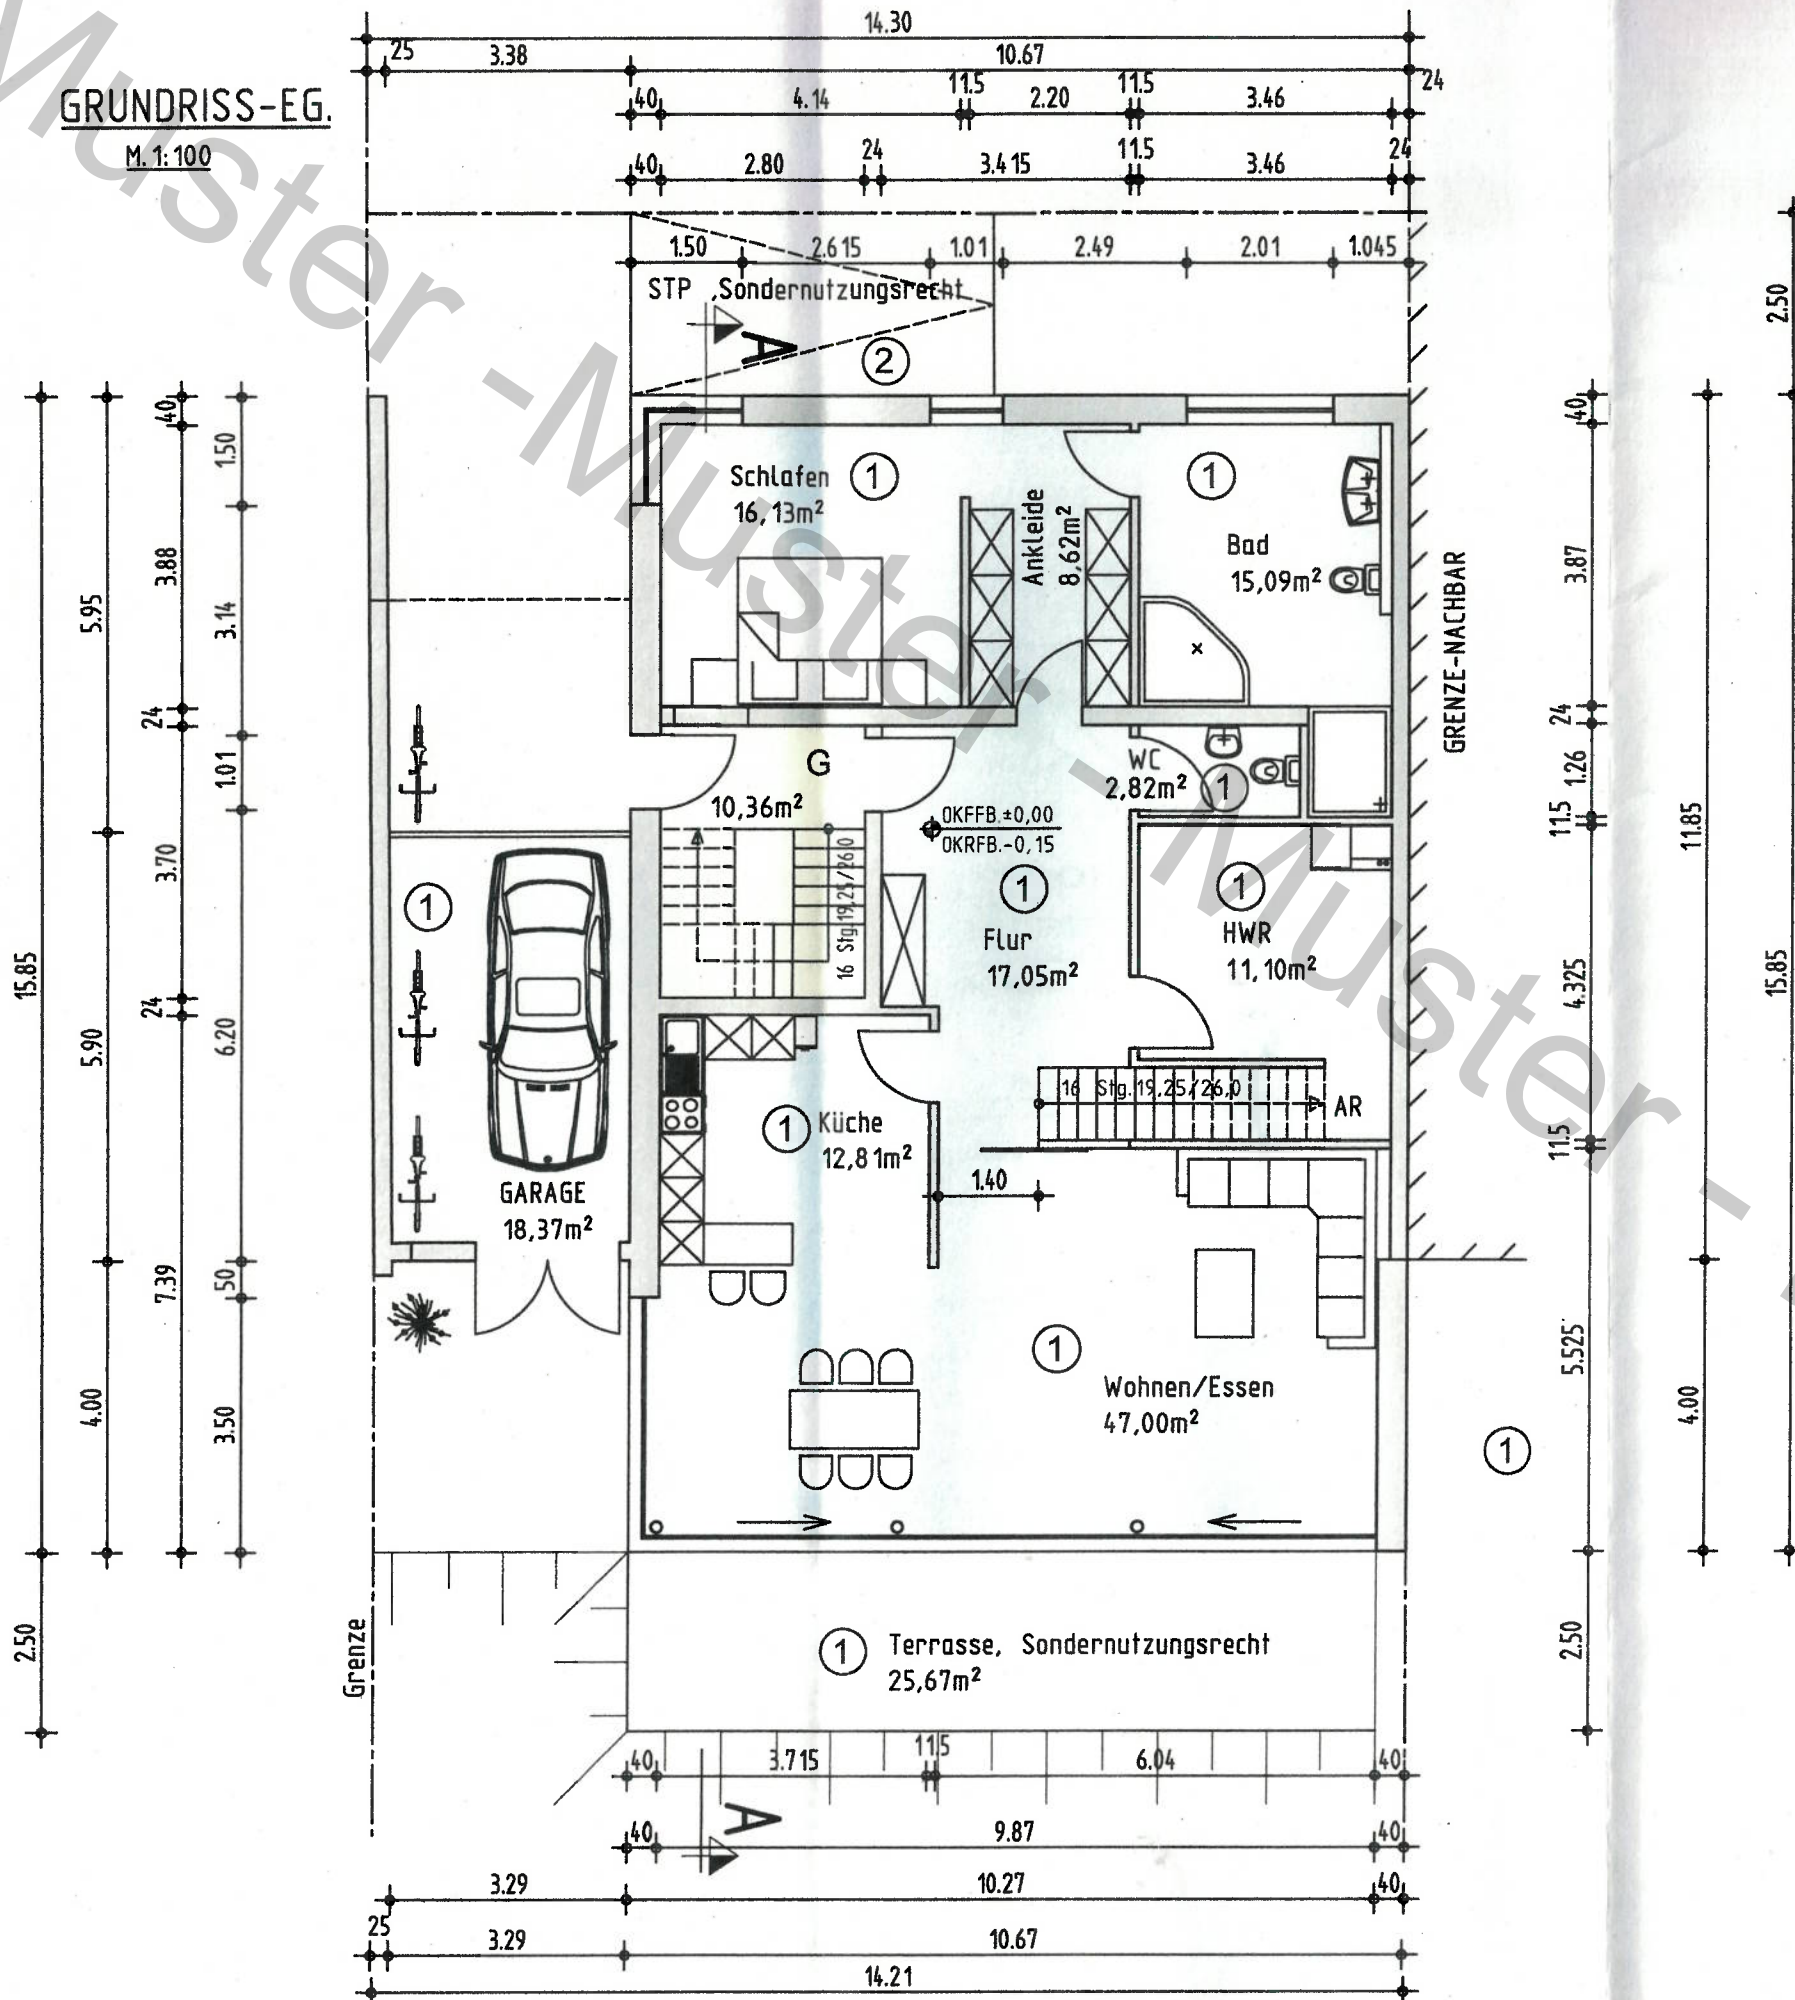 14.30
25 3.38 10.67
GRUNDRISS-EG.
M. 1:100
40 4.14 11.5 2.20 11.5 3.46 24
40 2.80 24 3.415 11.5 3.46 24
1.50 2.615 1.01 2.49 2.01 1.045
STP ,Sondernutzungsrecht
A
2
Schlafen 1
16,13m²
Ankleide
8,62m²
1
Bad
15,09m²
GRENZE-NACHBAR
G
10,36m²
16 Stg.19,25/26,0
WC
2,82m² 1
OKFFB.±0,00
OKRFB.-0,15
1
Flur
17,05m²
1
HWR
11,10m²
16 Stg.19,25/26,0
AR
1
GARAGE
18,37m²
1 Küche
12,81m²
1.40
1
Wohnen/Essen
47,00m²
1
1 Terrasse, Sondernutzungsrecht
25,67m²
Grenze
15.85
2.50
5.95
5.90
4.00
40
3.88
24
3.70
24
7.39
1.50
3.14
1.01
6.20
50
3.50
40
3.87
24
1.26
11.5
4.325
11.5
5.525
2.50
11.85
4.00
2.50
15.85
40 3.715 11.5 6.04 40
A
40 9.87 40
3.29 10.27 40
25 3.29 10.67
14.21
Muster - Muster - Muster - Muster -